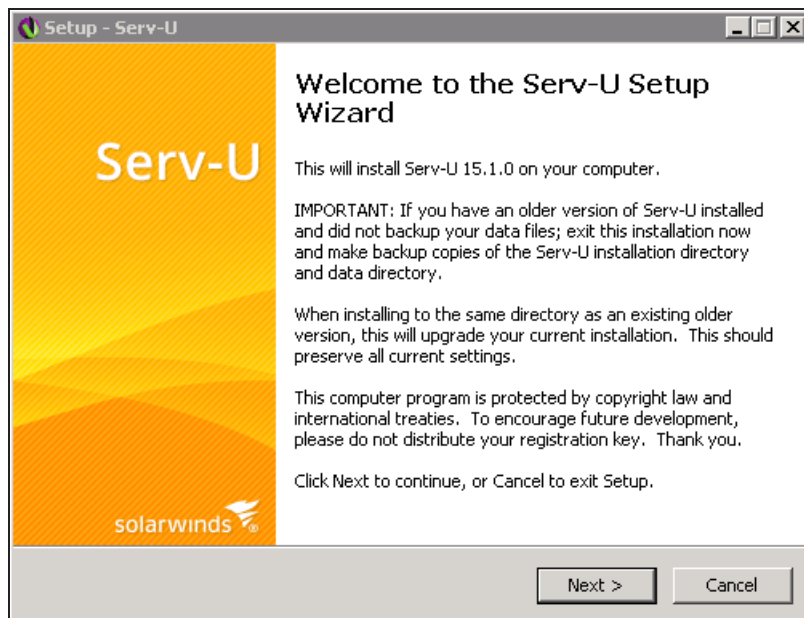 Setup - Serv-U
Serv-U
Welcome to the Serv-U Setup
Wizard
This will install Serv-U 15.1.0 on your computer.
IMPORTANT: If you have an older version of Serv-U installed
and did not backup your data files; exit this installation now
and make backup copies of the Serv-U installation directory
and data directory.
When installing to the same directory as an existing older
version, this will upgrade your current installation.  This should
preserve all current settings.
This computer program is protected by copyright law and
international treaties.  To encourage future development,
please do not distribute your registration key.  Thank you.
Click Next to continue, or Cancel to exit Setup.
solarwinds®
Next >
Cancel